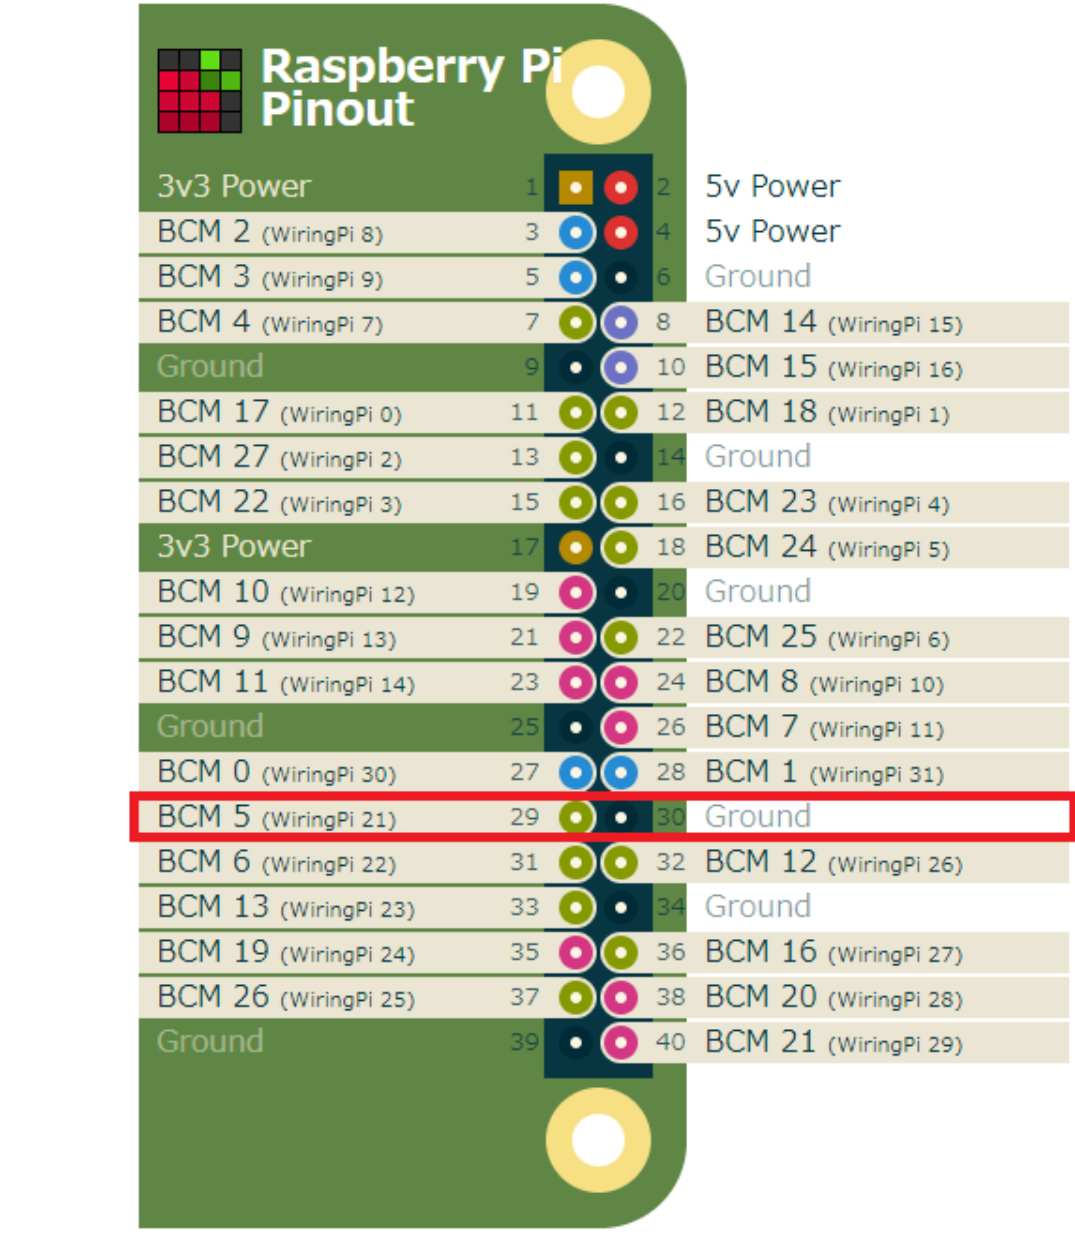 Raspberry Pi
Pinout
3v3 Power 1 2 5v Power
BCM 2 (WiringPi 8) 3 4 5v Power
BCM 3 (WiringPi 9) 5 6 Ground
BCM 4 (WiringPi 7) 7 8 BCM 14 (WiringPi 15)
Ground 9 10 BCM 15 (WiringPi 16)
BCM 17 (WiringPi 0) 11 12 BCM 18 (WiringPi 1)
BCM 27 (WiringPi 2) 13 14 Ground
BCM 22 (WiringPi 3) 15 16 BCM 23 (WiringPi 4)
3v3 Power 17 18 BCM 24 (WiringPi 5)
BCM 10 (WiringPi 12) 19 20 Ground
BCM 9 (WiringPi 13) 21 22 BCM 25 (WiringPi 6)
BCM 11 (WiringPi 14) 23 24 BCM 8 (WiringPi 10)
Ground 25 26 BCM 7 (WiringPi 11)
BCM 0 (WiringPi 30) 27 28 BCM 1 (WiringPi 31)
BCM 5 (WiringPi 21) 29 30 Ground
BCM 6 (WiringPi 22) 31 32 BCM 12 (WiringPi 26)
BCM 13 (WiringPi 23) 33 34 Ground
BCM 19 (WiringPi 24) 35 36 BCM 16 (WiringPi 27)
BCM 26 (WiringPi 25) 37 38 BCM 20 (WiringPi 28)
Ground 39 40 BCM 21 (WiringPi 29)